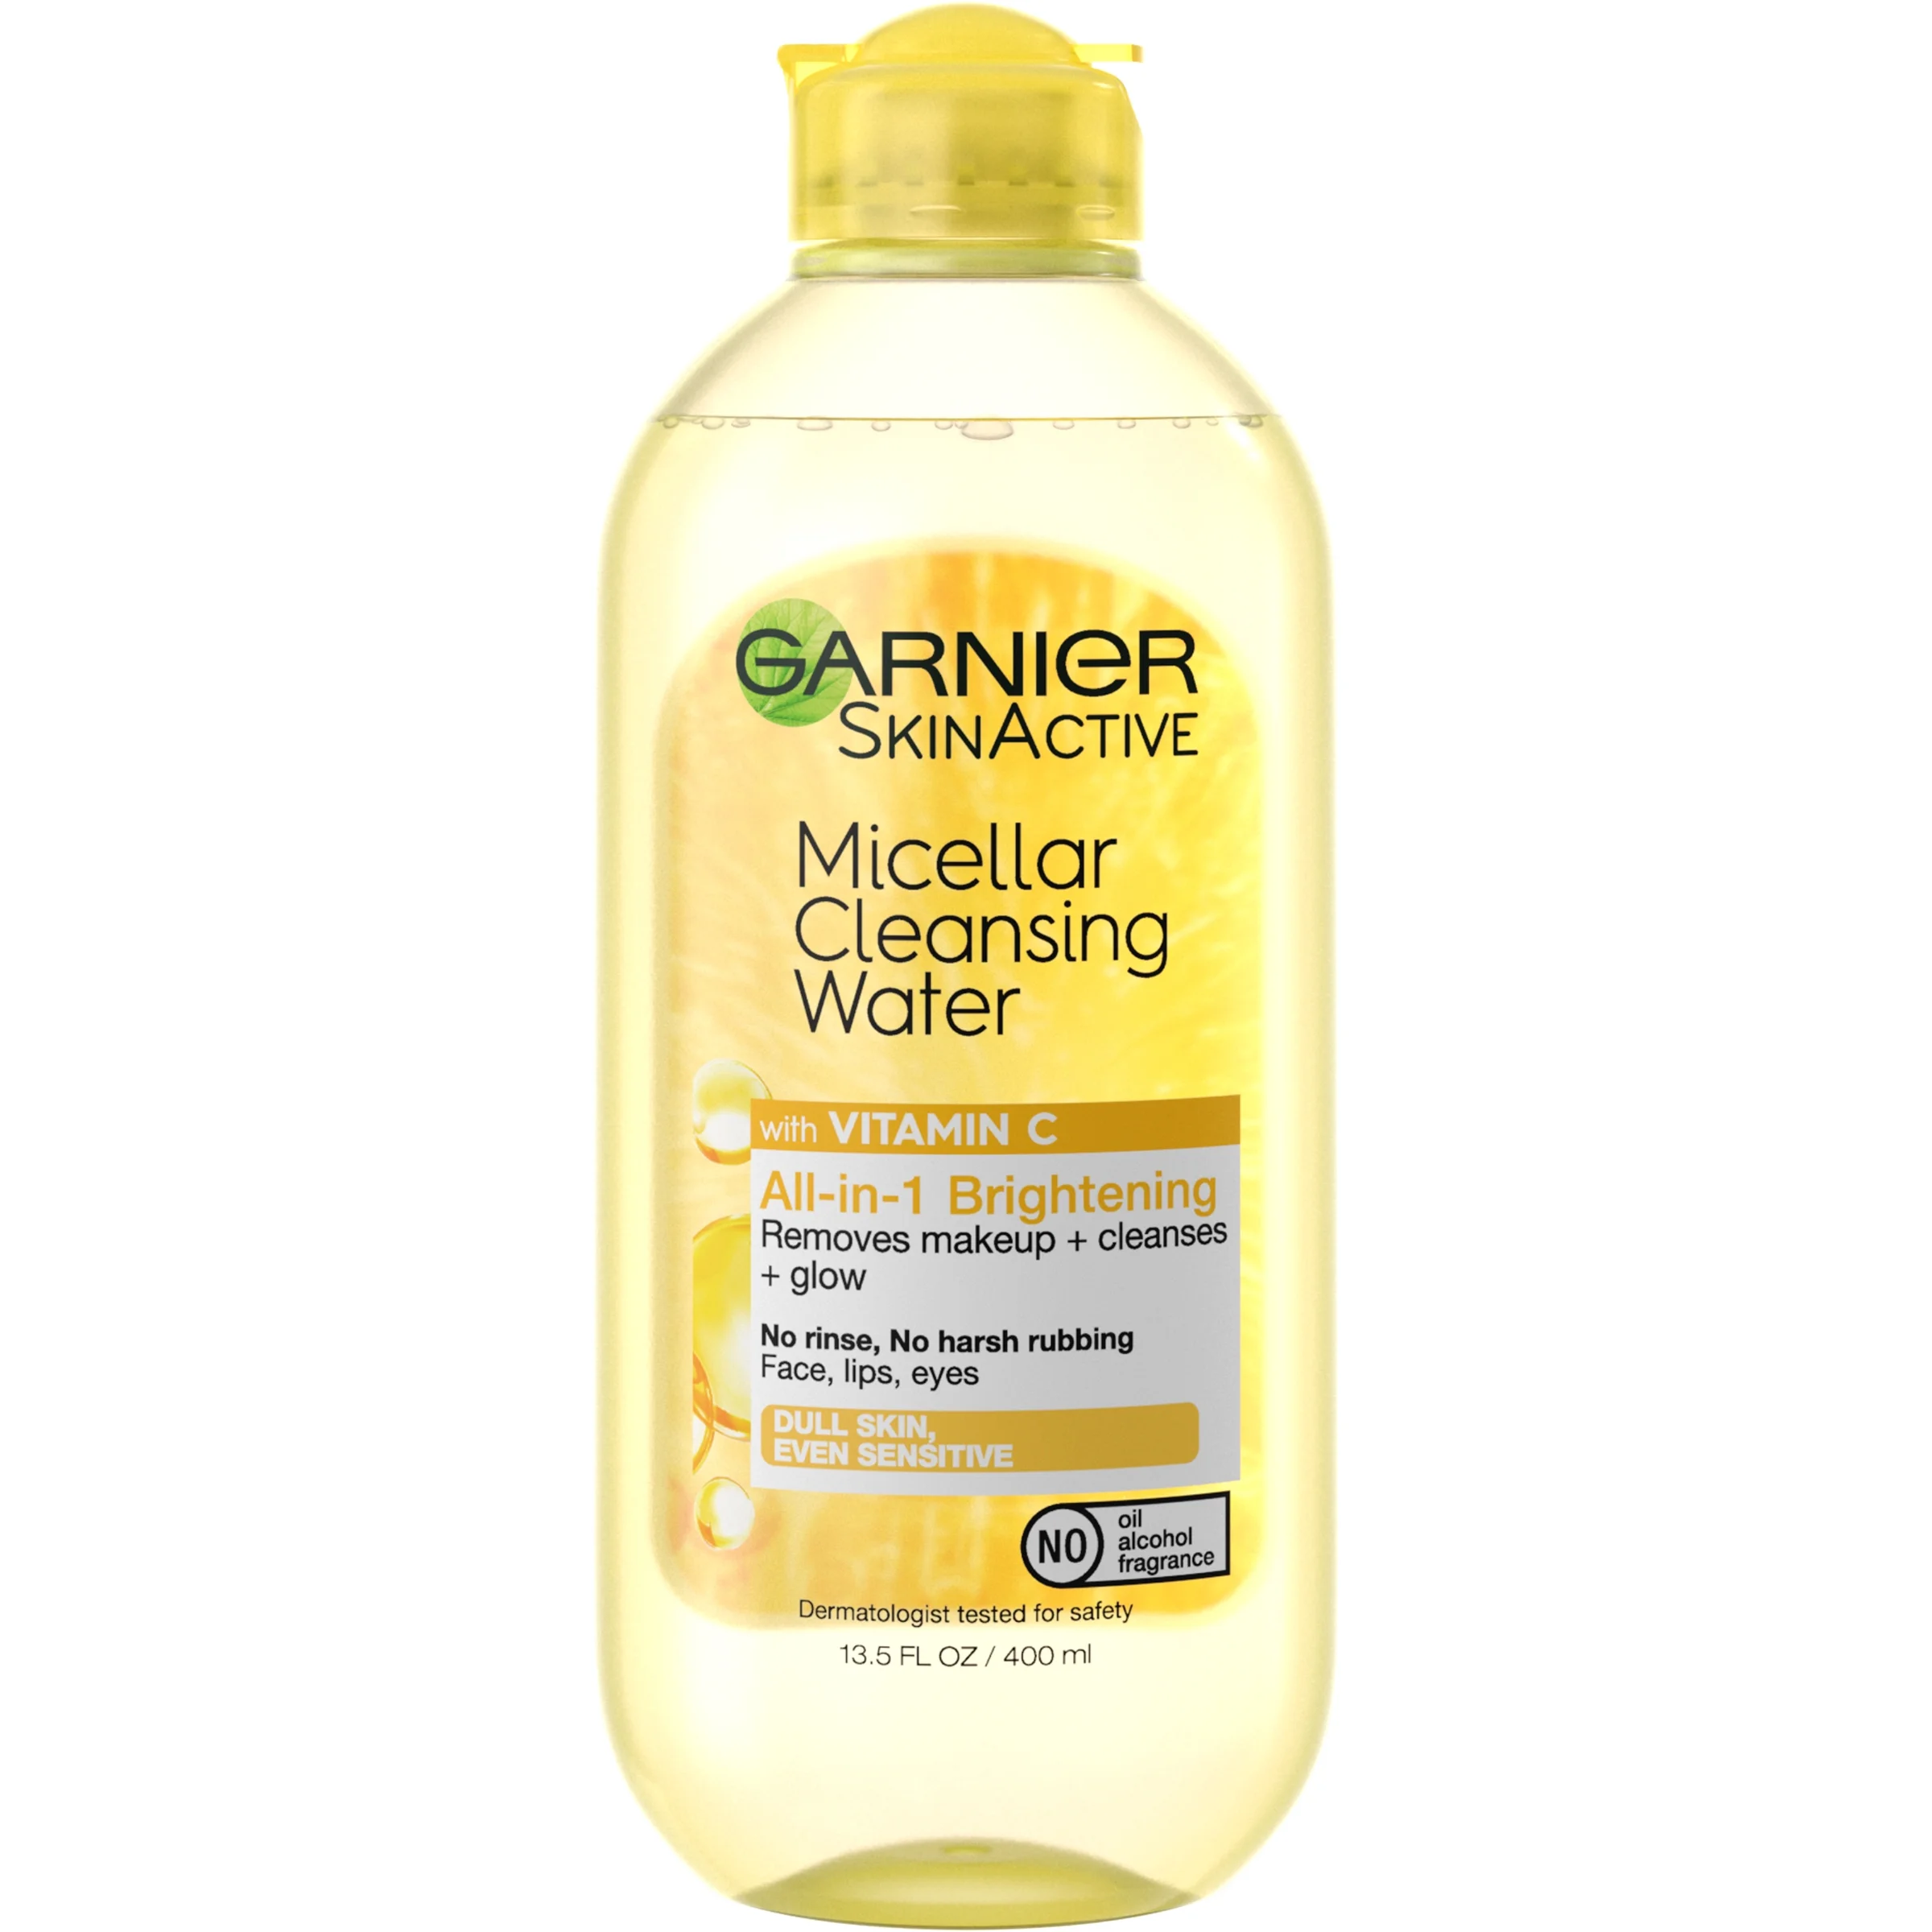 GARNIER
SKINACTIVE
Micellar
Cleansing
Water
with VITAMIN C
All-in-1 Brightening
Removes makeup + cleanses
+ glow
No rinse, No harsh rubbing
Face, lips, eyes
DULL SKIN,
EVEN SENSITIVE
NO
oil
alcohol
fragrance
Dermatologist tested for safety
13.5 FL OZ / 400 ml